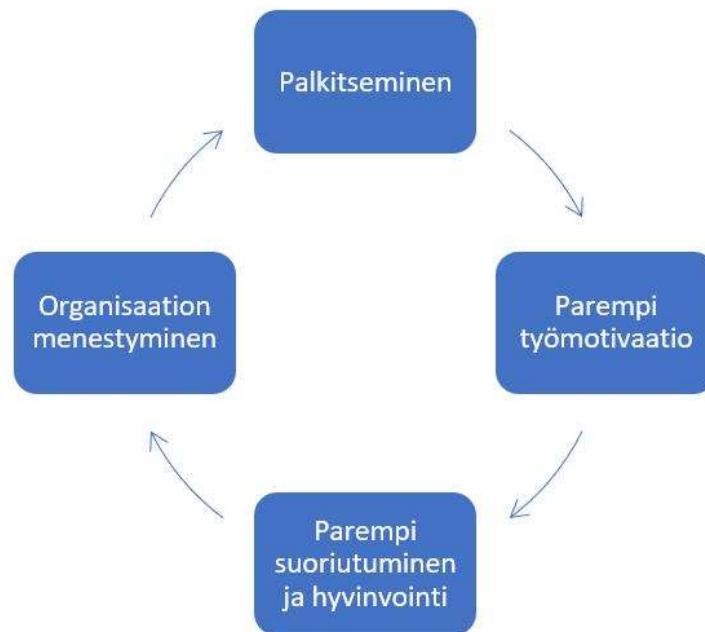 Palkitseminen
Parempi
työmotivaatio
Parempi
suoriutuminen
ja hyvinvointi
Organisaation
menestyminen